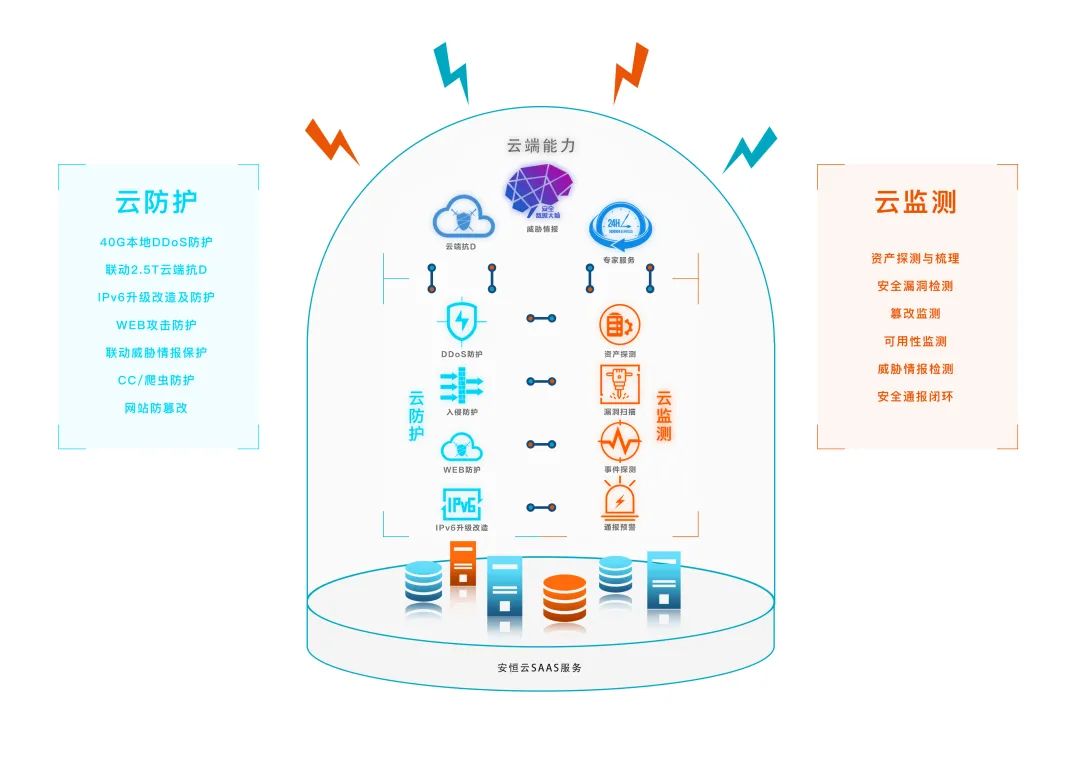 云防护
40G本地DDoS防护
联动2.5T云端抗D
IPv6升级改造及防护
WEB攻击防护
联动威胁情报保护
CC/爬虫防护
网站防篡改
云端能力
云端抗D
安全
数据大脑
威胁情报
24H
专家服务
云防护
DDoS防护
入侵防护
WEB防护
IPv6
IPv6升级改造
资产探测
漏洞扫描
事件探测
通报预警
云监测
安恒云SAAS服务
云监测
资产探测与梳理
安全漏洞检测
篡改监测
可用性监测
威胁情报检测
安全通报闭环